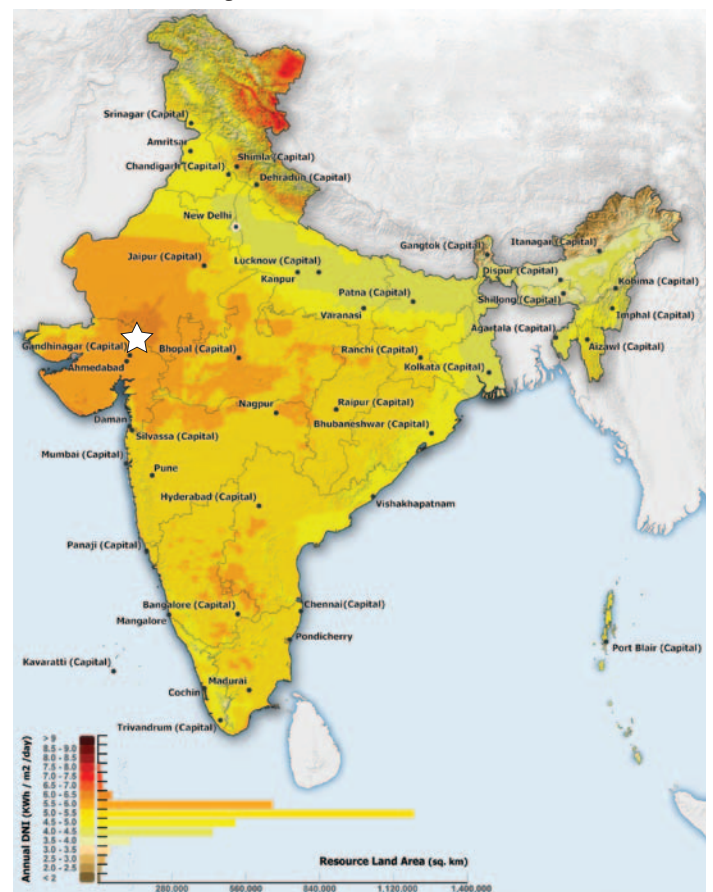 Srinagar (Capital)
Amritsar
Chandigarh (Capital)
Shimla (Capital)
Dehradun (Capital)
New Delhi
Jaipur (Capital)
Lucknow (Capital)
Kanpur
Gangtok (Capital)
Itanagar (Capital)
Dispur (Capital)
Kohima (Capital)
Patna (Capital)
Shillong (Capital)
Varanasi
Imphal (Capital)
Agartala (Capital)
Aizawl (Capital)
Gandhinagar (Capital)
Bhopal (Capital)
Ranchi (Capital)
Ahmedabad
Kolkata (Capital)
Nagpur
Raipur (Capital)
Daman
Bhubaneshwar (Capital)
Silvassa (Capital)
Mumbai (Capital)
Pune
Hyderabad (Capital)
Vishakhapatnam
Panaji (Capital)
Bangalore (Capital)
Chennai(Capital)
Mangalore
Pondicherry
Port Blair (Capital)
Kavaratti (Capital)
Madurai
Cochin
Trivandrum (Capital)
Annual DNI (KWh / m2 /day)
> 9
8.5 - 9.0
8.0 - 8.5
7.5 - 8.0
7.0 - 7.5
6.5 - 7.0
6.0 - 6.5
5.5 - 6.0
5.0 - 5.5
4.5 - 5.0
4.0 - 4.5
3.5 - 4.0
3.0 - 3.5
2.5 - 3.0
2.0 - 2.5
< 2
Resource Land Area (sq. km)
280,000 560,000 840,000 1,120,000 1,400,000